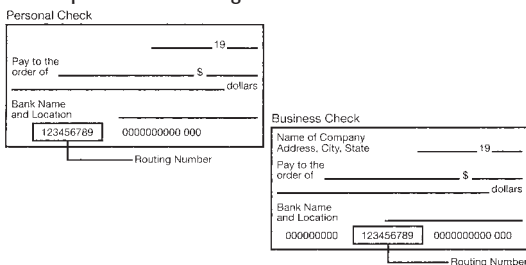 Personal Check
19
Pay to the
order of $
dollars
Bank Name
and Location
123456789 0000000000 000
Routing Number
Business Check
Name of Company
Address, City, State 19
Pay to the
order of $
dollars
Bank Name
and Location
000000000 123456789 0000000000 000
Routing Number